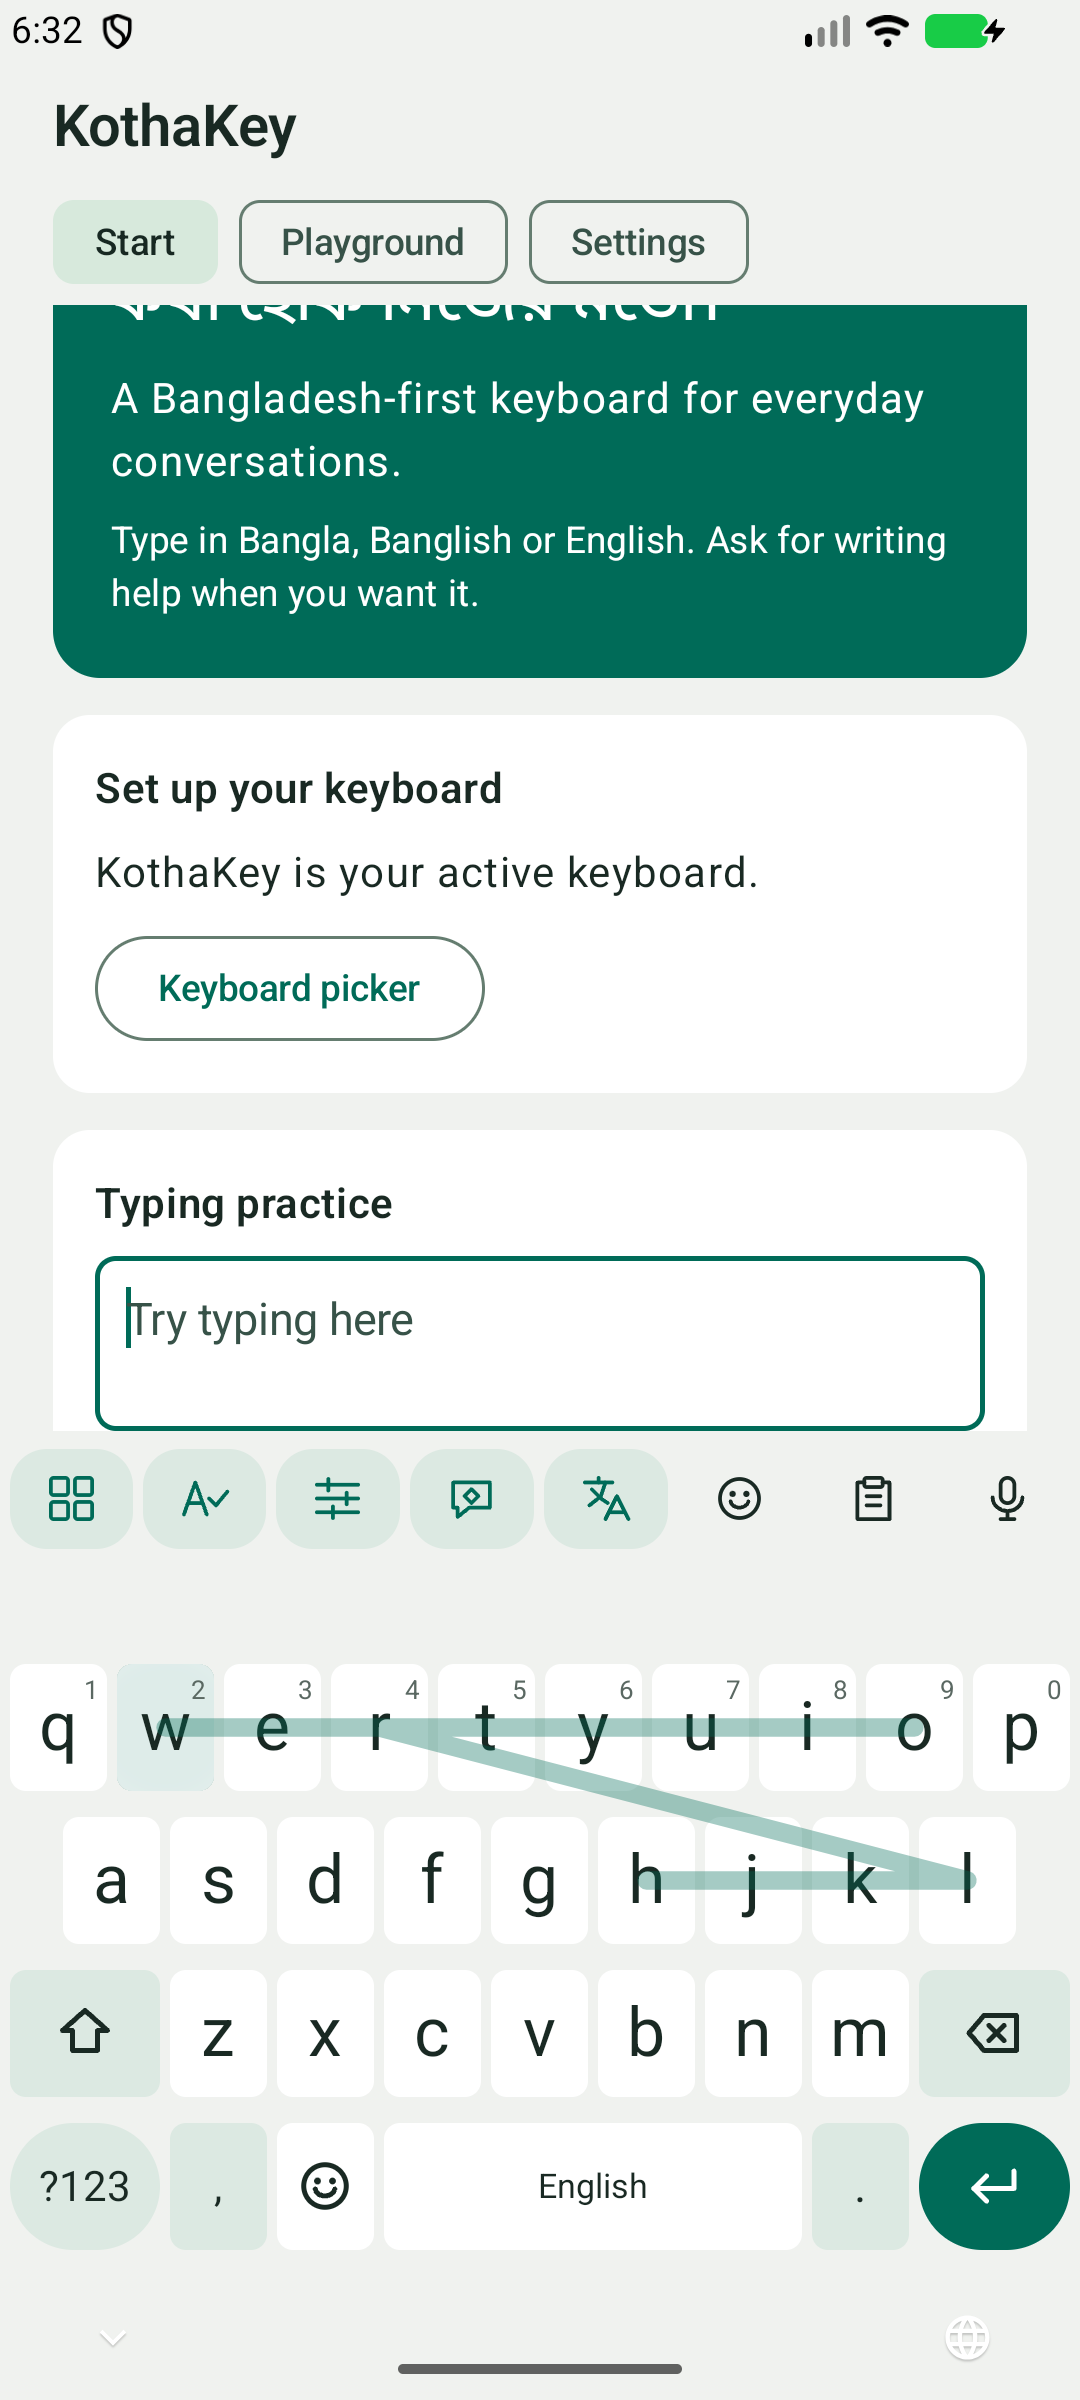 6:32
KothaKey
Start Playground Settings
A Bangladesh-first keyboard for everyday
conversations.
Type in Bangla, Banglish or English. Ask for writing
help when you want it.
Set up your keyboard
KothaKey is your active keyboard.
Keyboard picker
Typing practice
Try typing here
1 2 3 4 5 6 7 8 9 0
q w e r t y u i o p
a s d f g h j k l
z x c v b n m
?123 , English .